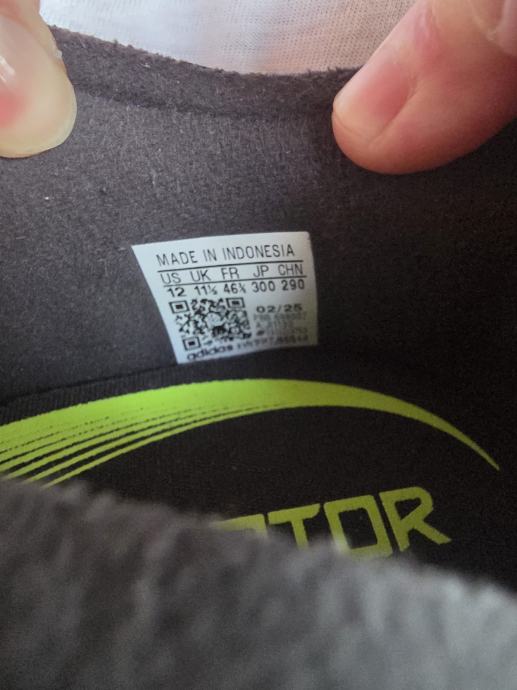 MADE IN INDONESIA
US UK FR JP CHN
12 11½ 46⅔ 300 290
02/25
adidas
TOR